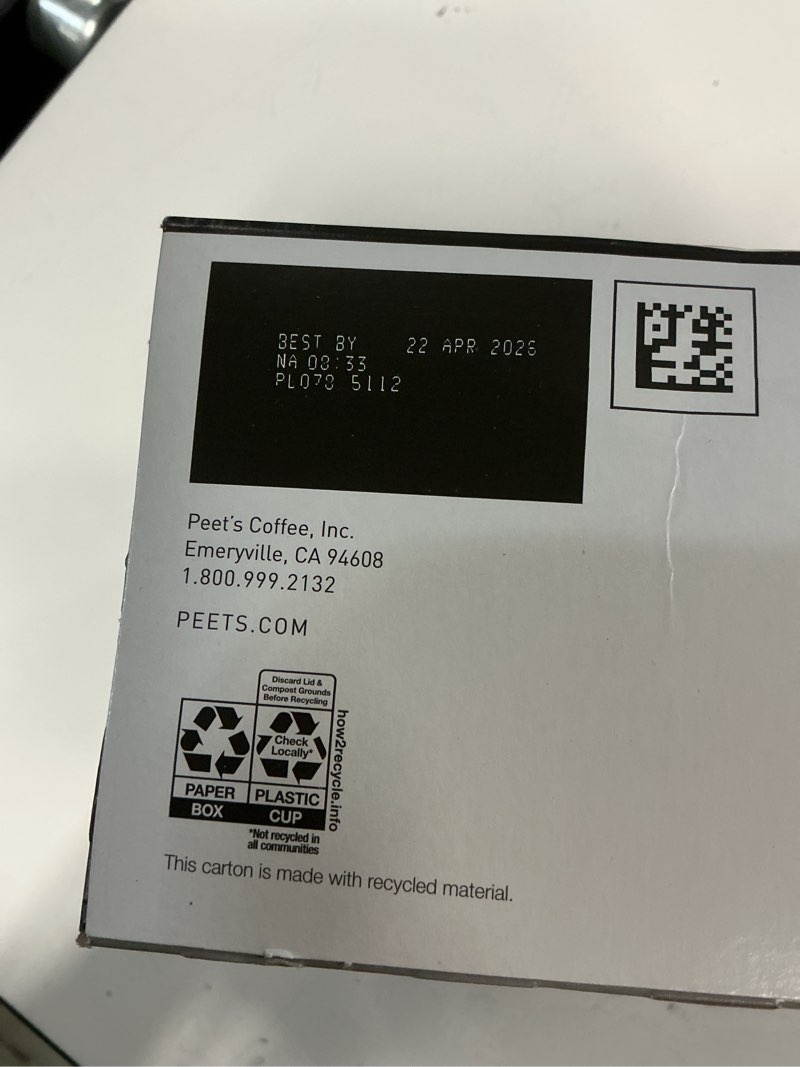 BEST BY 22 APR 2026
NA 08:33
PL078 5112
Peet's Coffee, Inc.
Emeryville, CA 94608
1.800.999.2132
PEETS.COM
Discard Lid &
Compost Grounds
Before Recycling
Check
Locally*
PAPER
BOX
PLASTIC
CUP
how2recycle.info
*Not recycled in
all communities
This carton is made with recycled material.